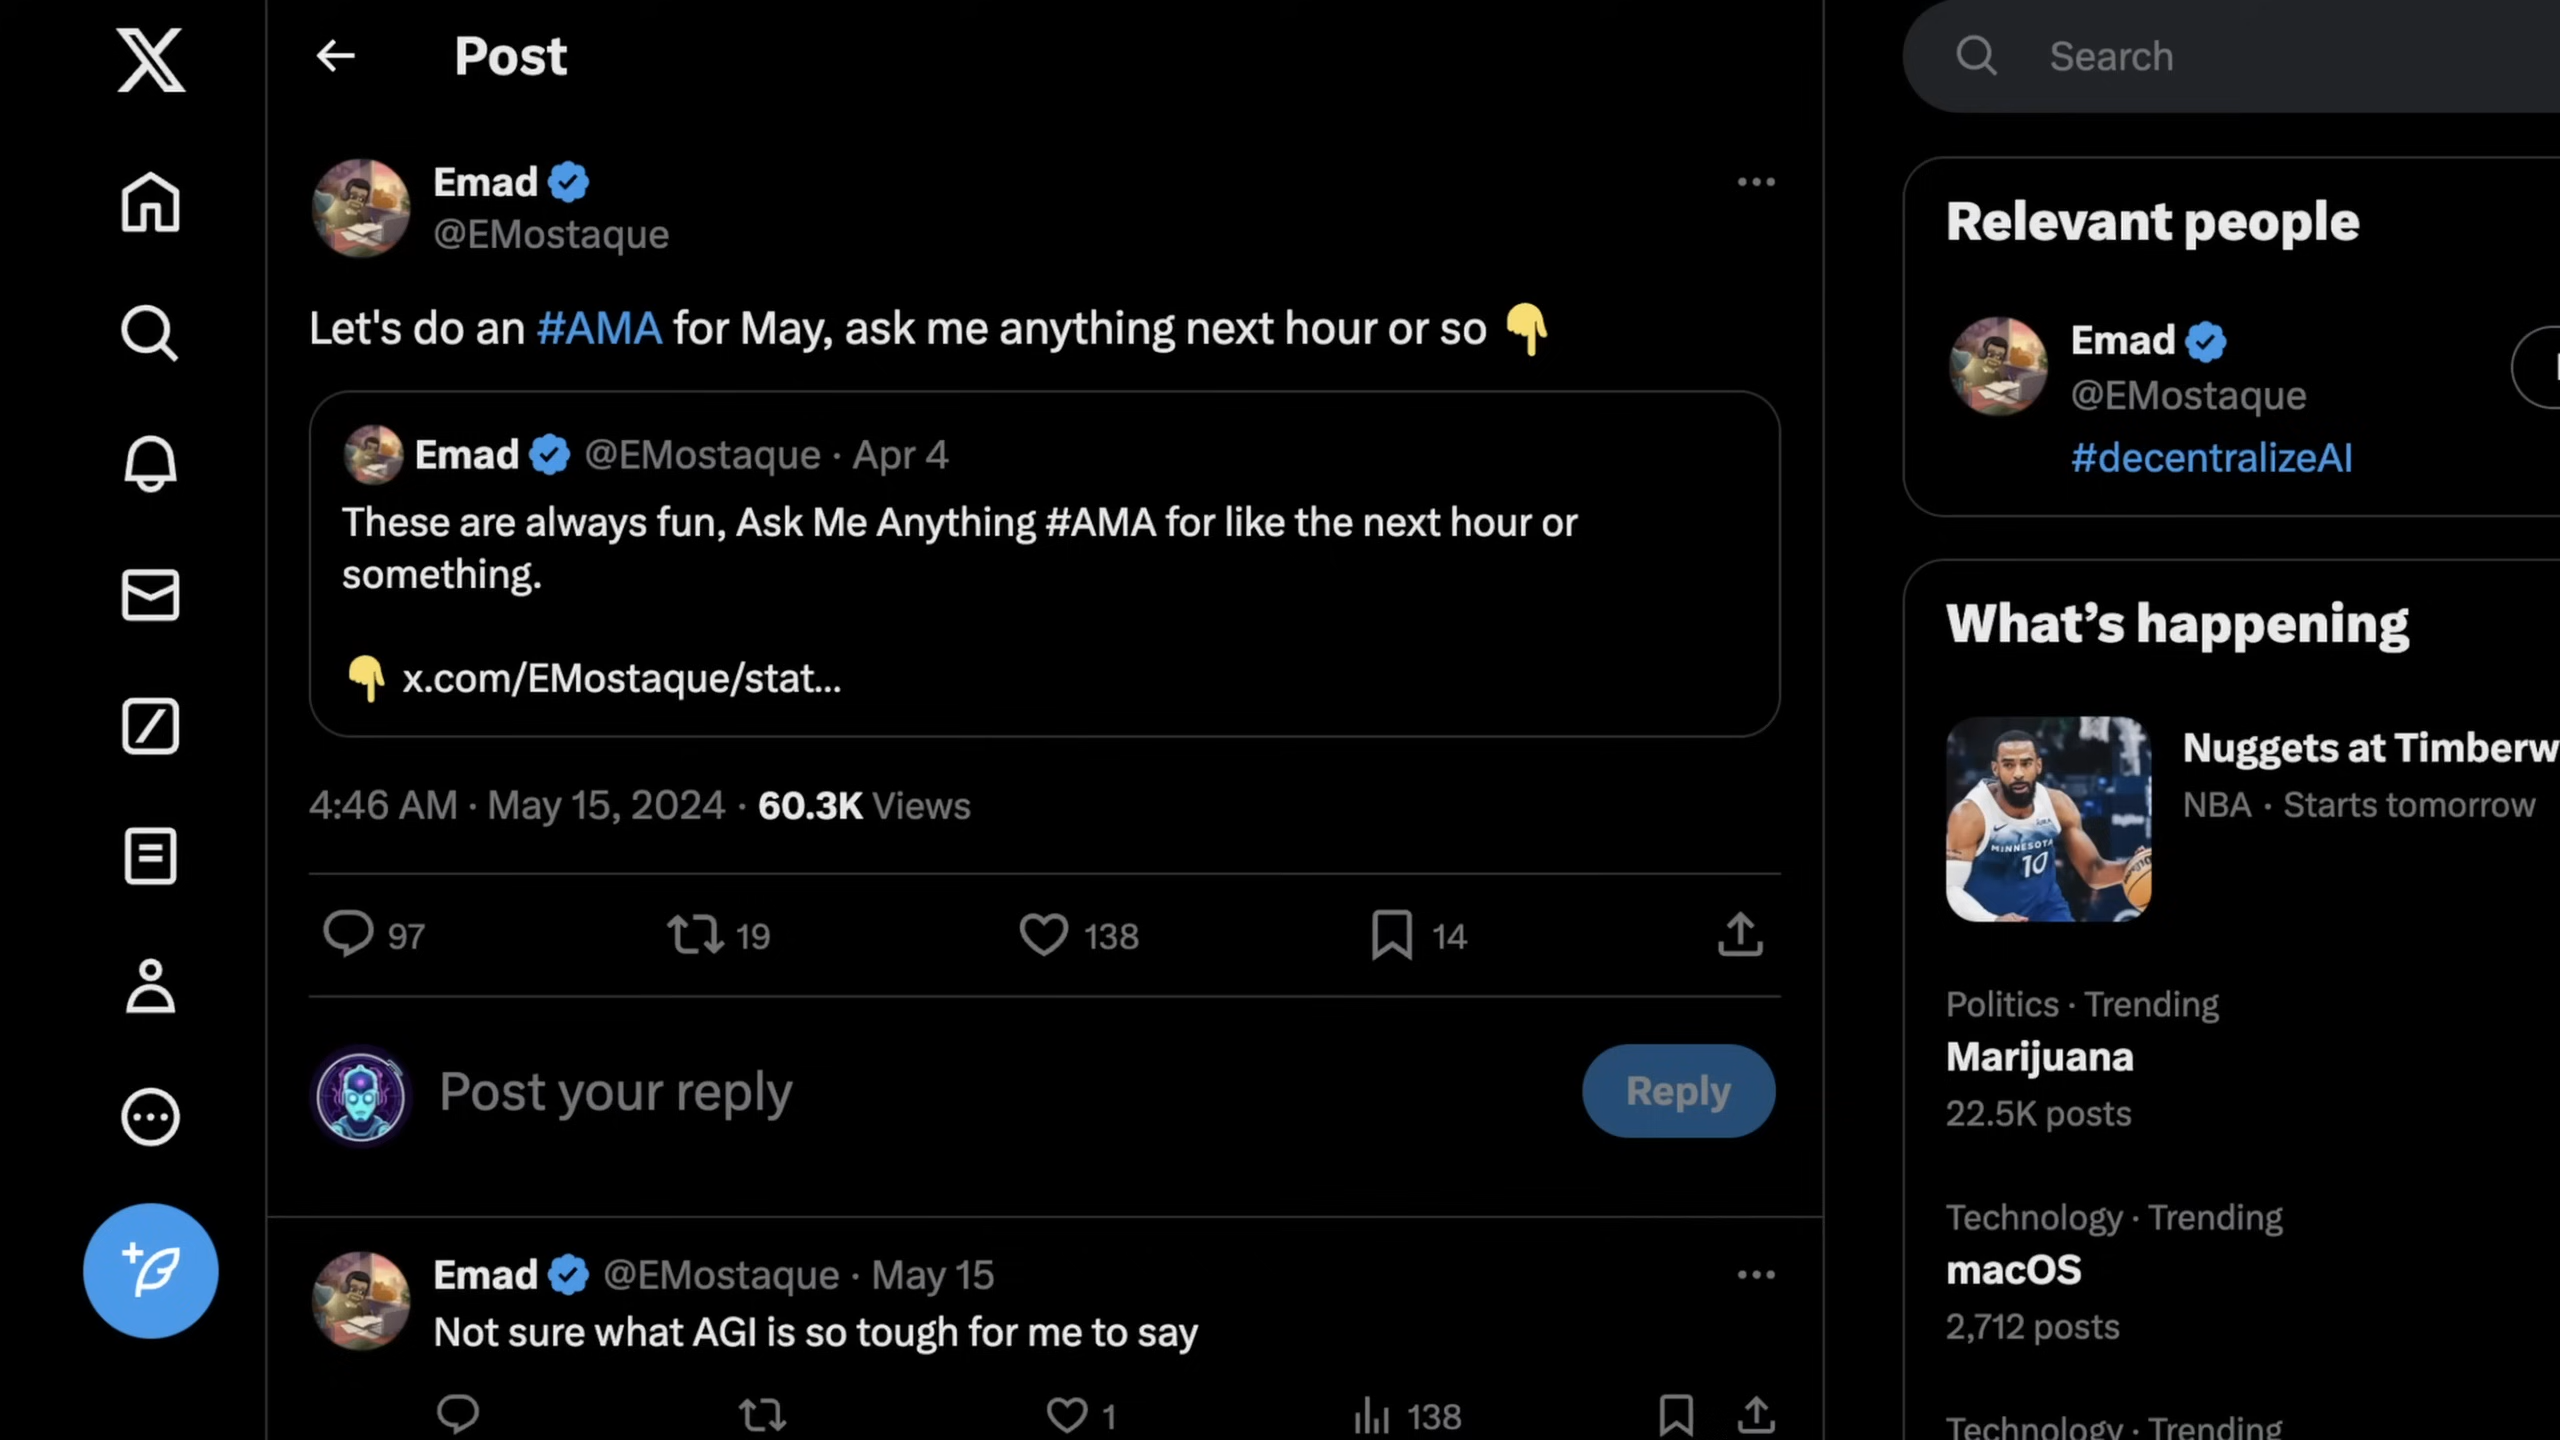 Post
Emad
@EMostaque
Let's do an #AMA for May, ask me anything next hour or so 👇
Emad @EMostaque · Apr 4
These are always fun, Ask Me Anything #AMA for like the next hour or
something.
👇 x.com/EMostaque/stat...
4:46 AM · May 15, 2024 · 60.3K Views
97 19 138 14
Post your reply
Reply
Emad @EMostaque · May 15
Not sure what AGI is so tough for me to say
1 138
Search
Relevant people
Emad
@EMostaque
#decentralizeAI
What’s happening
Nuggets at Timberw
NBA · Starts tomorrow
MINNESOTA
10
Politics · Trending
Marijuana
22.5K posts
Technology · Trending
macOS
2,712 posts
Technology · Trending